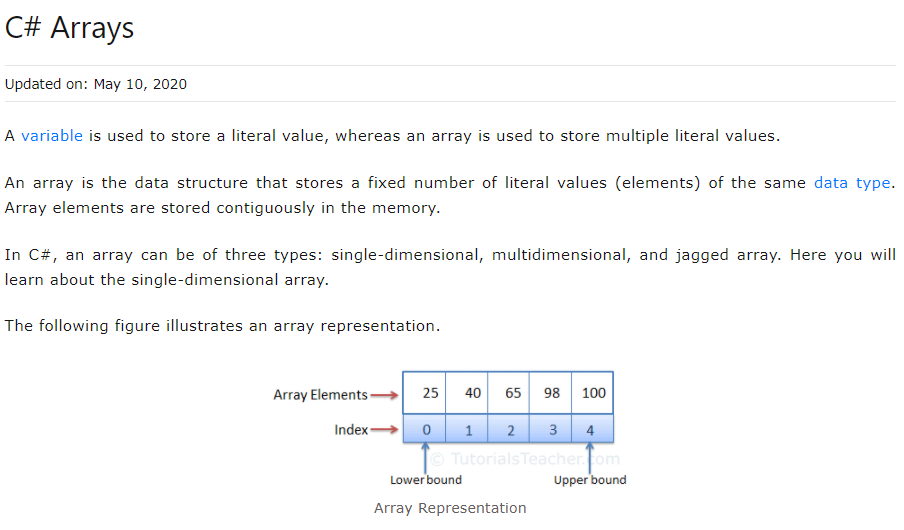 C# Arrays
Updated on: May 10, 2020
A variable is used to store a literal value, whereas an array is used to store multiple literal values.
An array is the data structure that stores a fixed number of literal values (elements) of the same data type.
Array elements are stored contiguously in the memory.
In C#, an array can be of three types: single-dimensional, multidimensional, and jagged array. Here you will
learn about the single-dimensional array.
The following figure illustrates an array representation.
Array Elements 25 40 65 98 100
Index 0 1 2 3 4
© TutorialsTeacher.com
Lower bound Upper bound
Array Representation